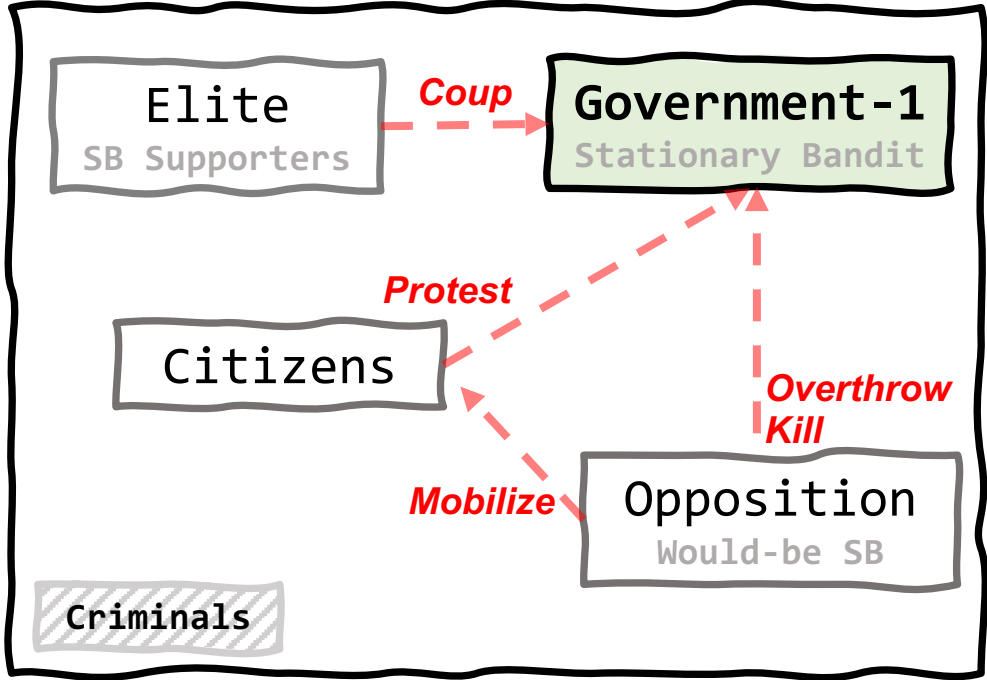 Elite
SB Supporters
Coup
Government-1
Stationary Bandit
Protest
Citizens
Overthrow
Kill
Mobilize
Opposition
Would-be SB
Criminals